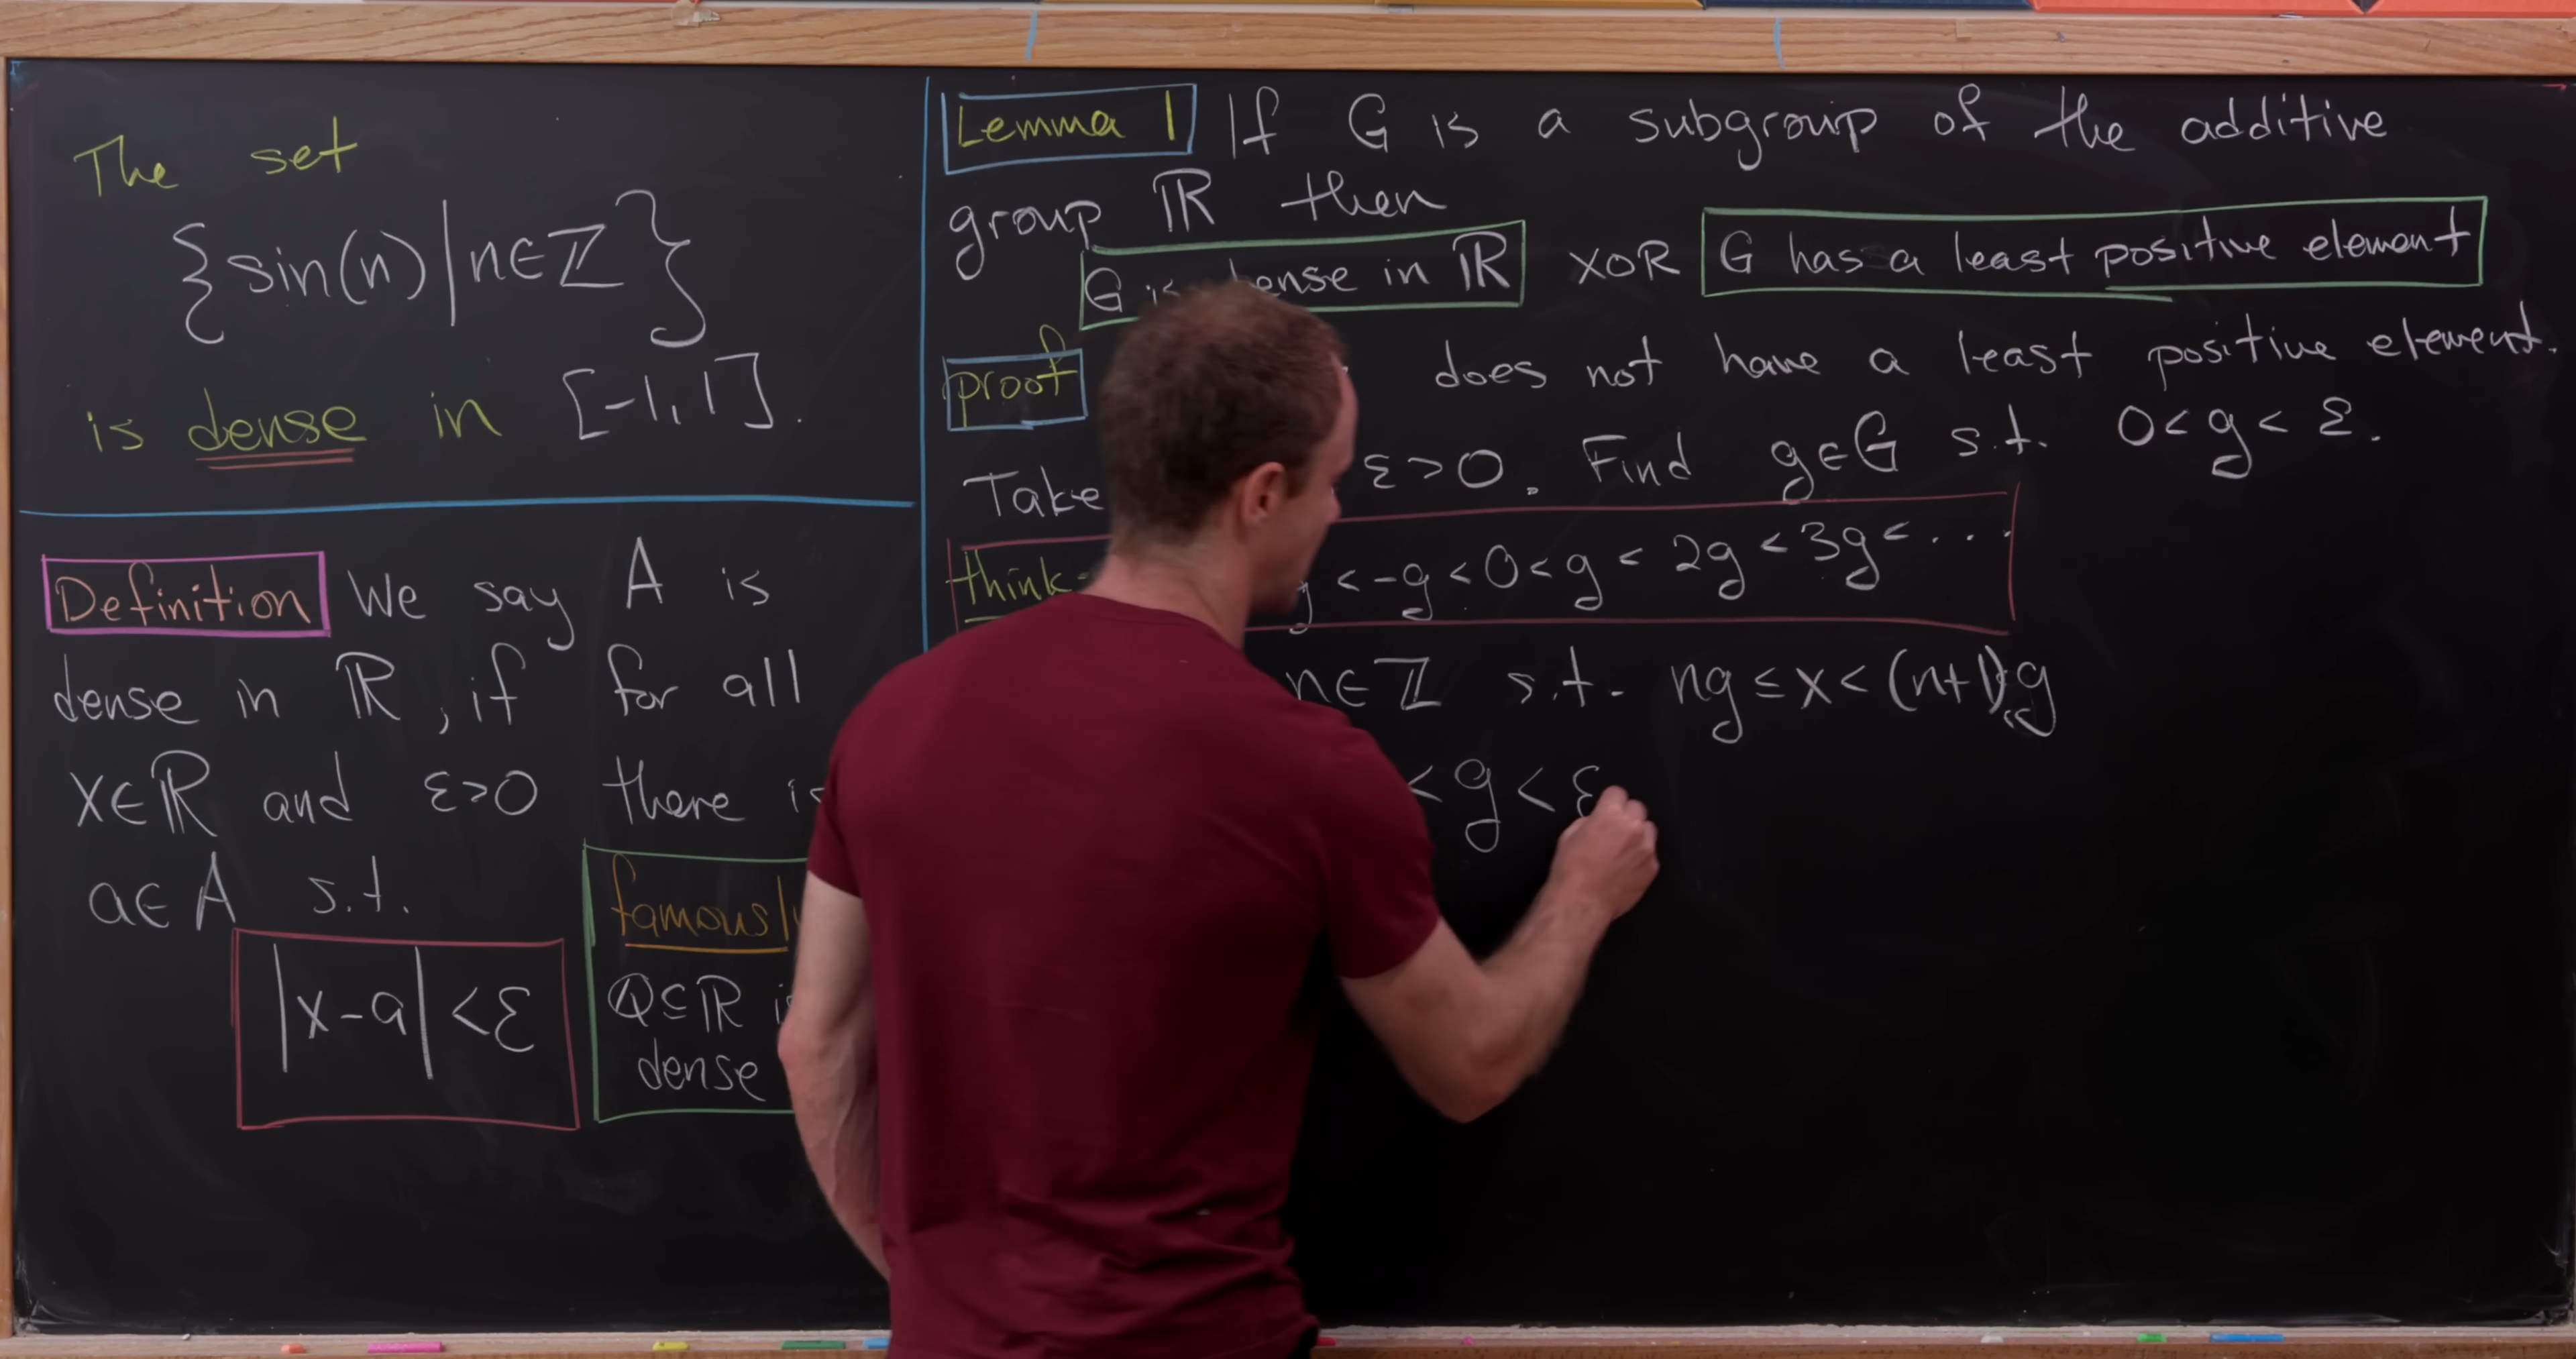 The set
{sin(n)|n∈ℤ}
is dense in [-1,1].
Definition We say A is
dense in ℝ, if for all
x∈ℝ and ε>0 there
a∈A s.t.
|x-a|<ε
ℚ⊆ℝ
dense
Lemma 1 If G is a subgroup of the additive
group ℝ then
G is dense in ℝ XOR G has a least positive element
proof does not have a least positive element.
Take ε>0. Find g∈G s.t. 0<g<ε.
think <-g<0<g<2g<3g<...
n∈ℤ s.t. ng≤x<(n+1)g
<g<ε